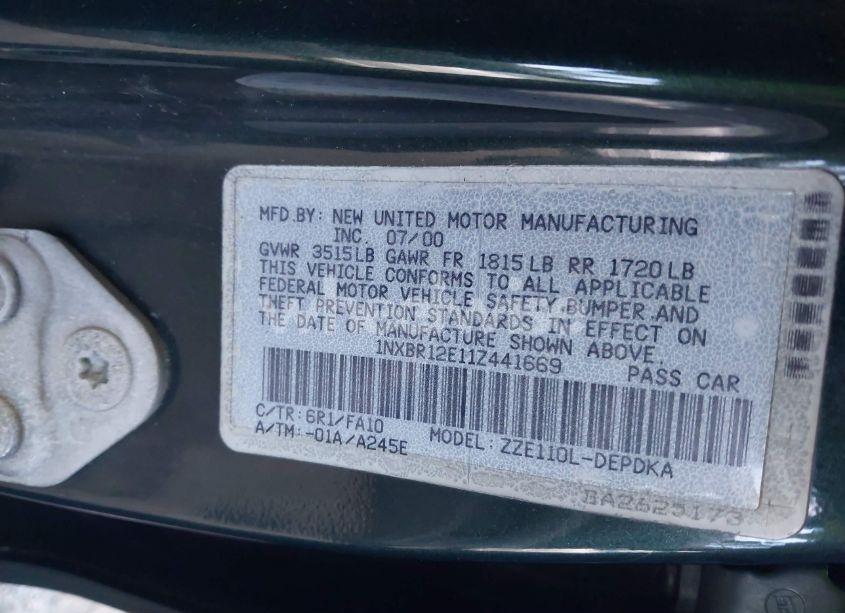 MFD.BY: NEW UNITED MOTOR MANUFACTURING
INC. 07/00
GVWR 3515LB GAWR FR 1815LB RR 1720LB
THIS VEHICLE CONFORMS TO ALL APPLICABLE
FEDERAL MOTOR VEHICLE SAFETY,BUMPER,AND
THEFT PREVENTION STANDARDS IN EFFECT ON
THE DATE OF MANUFACTURE SHOWN ABOVE.
1NXBR12E11Z441669 PASS CAR
C/TR:6R1/FA10
A/TM:-01A/A245E MODEL:ZZE110L-DEPDKA
BA2625173